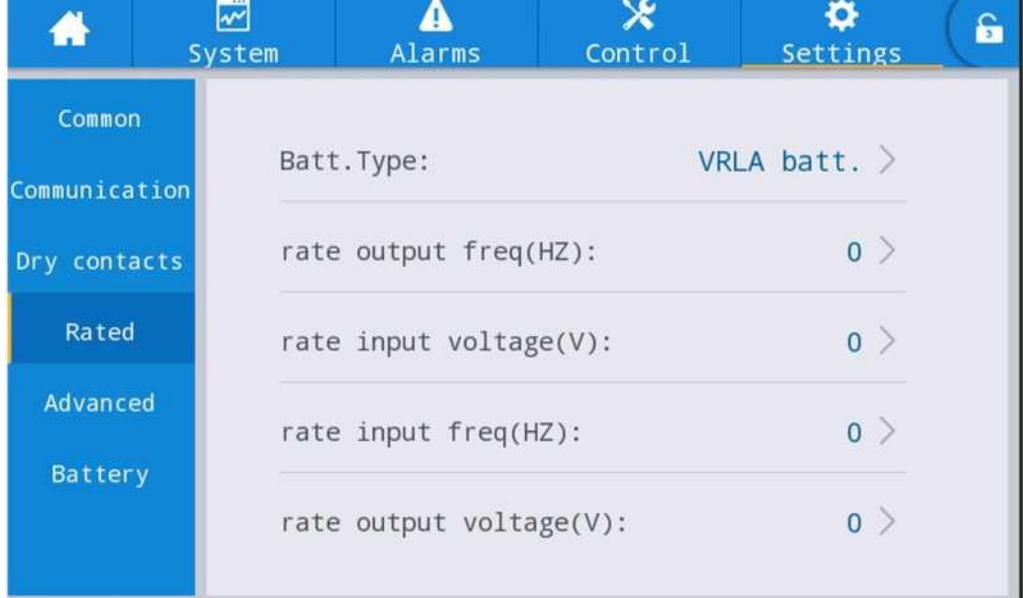 System Alarms Control Settings
Common
Communication
Dry contacts
Rated
Advanced
Battery
Batt.Type: VRLA batt.
rate output freq(HZ): 0
rate input voltage(V): 0
rate input freq(HZ): 0
rate output voltage(V): 0